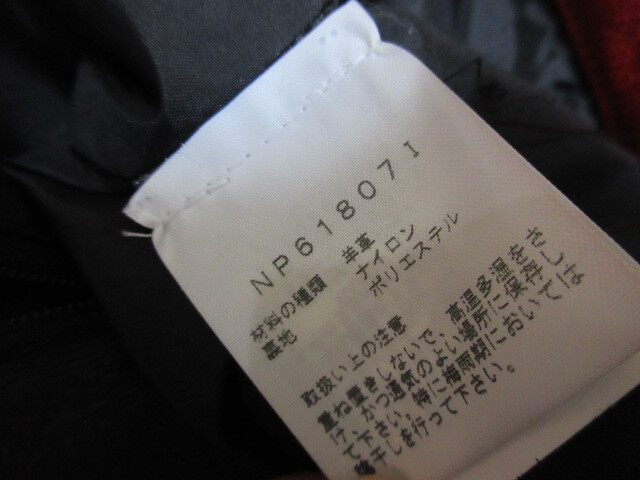 NP61807I
材料の種類 羊革
裏地 ナイロン
ポリエステル
取扱い上の注意
重ね置きしないで、高温多湿をさ
け、かつ通気のよい場所に保存し
て下さい。特に梅雨期においては
陰干しを行って下さい。